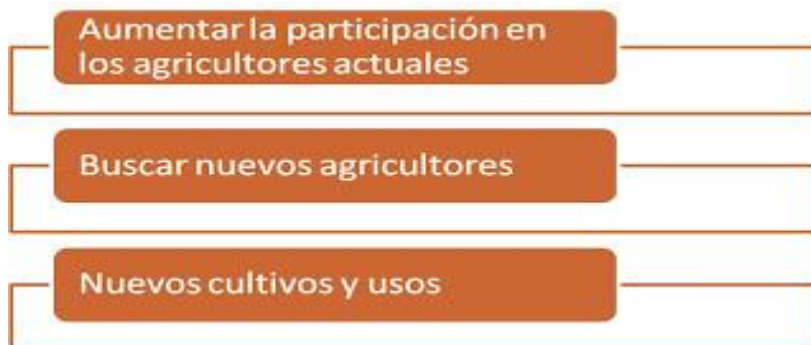 Aumentar la participación en
los agricultores actuales
Buscar nuevos agricultores
Nuevos cultivos y usos